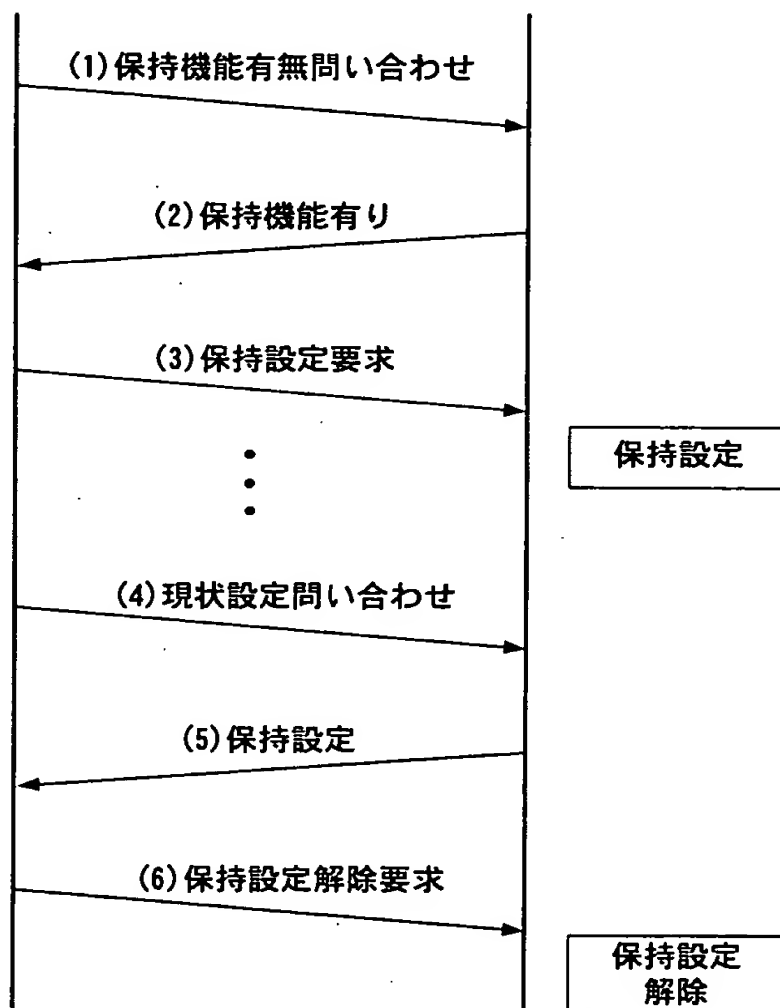 (1)保持機能有無問い合わせ
(2)保持機能有り
(3)保持設定要求
保持設定
(4)現状設定問い合わせ
(5)保持設定
(6)保持設定解除要求
保持設定
解除